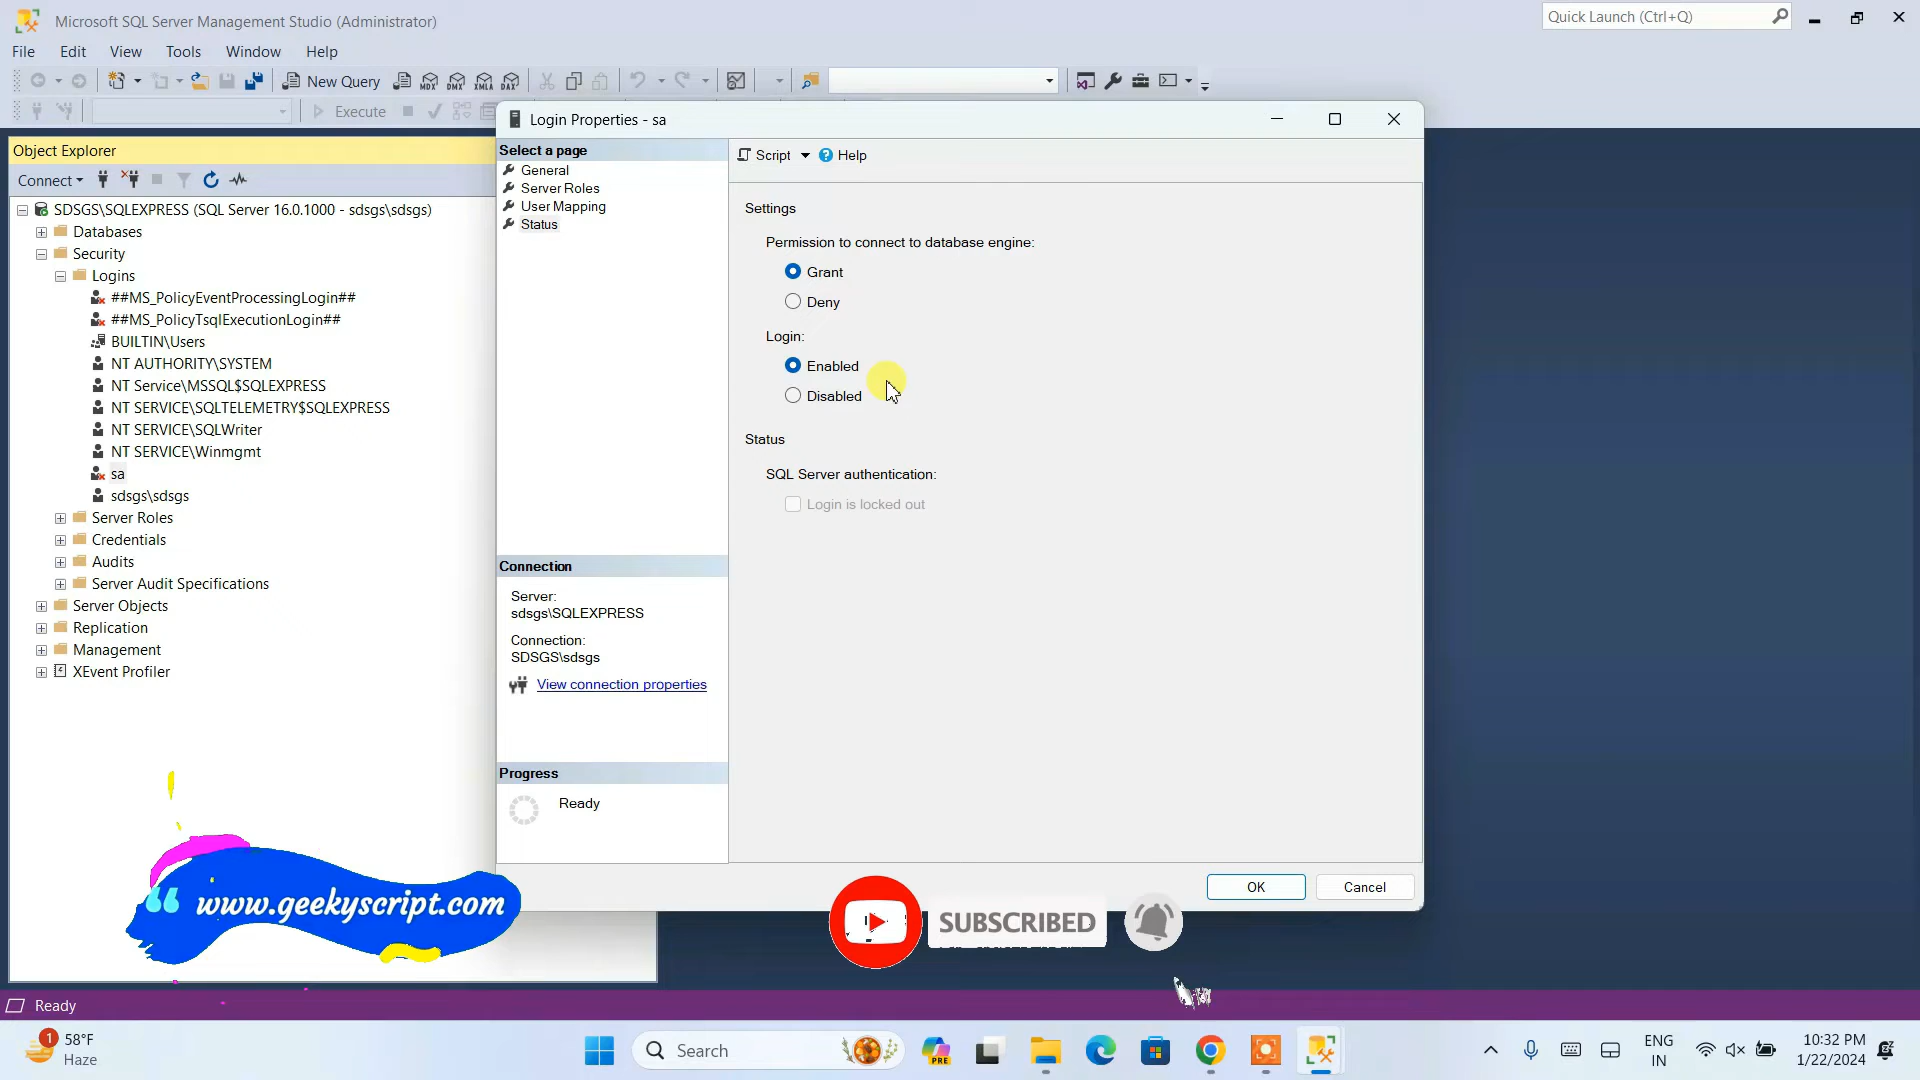 Microsoft SQL Server Management Studio (Administrator)
Quick Launch (Ctrl+Q)
File Edit View Tools Window Help
New Query
MDX DMX XMLA DAX
Execute
Object Explorer
Connect
SDSGS\SQLEXPRESS (SQL Server 16.0.1000 - sdsgs\sdsgs)
Databases
Security
Logins
##MS_PolicyEventProcessingLogin##
##MS_PolicyTsqlExecutionLogin##
BUILTIN\Users
NT AUTHORITY\SYSTEM
NT Service\MSSQL$SQLEXPRESS
NT SERVICE\SQLTELEMETRY$SQLEXPRESS
NT SERVICE\SQLWriter
NT SERVICE\Winmgmt
sa
sdsgs\sdsgs
Server Roles
Credentials
Audits
Server Audit Specifications
Server Objects
Replication
Management
XEvent Profiler
Login Properties - sa
Select a page
General
Server Roles
User Mapping
Status
Connection
Server:
sdsgs\SQLEXPRESS
Connection:
SDSGS\sdsgs
View connection properties
Progress
Ready
Script Help
Settings
Permission to connect to database engine:
Grant
Deny
Login:
Enabled
Disabled
Status
SQL Server authentication:
Login is locked out
OK Cancel
www.geekyscript.com
SUBSCRIBED
Ready
1
58°F
Haze
Search
PRE
ENG
IN
10:32 PM
1/22/2024